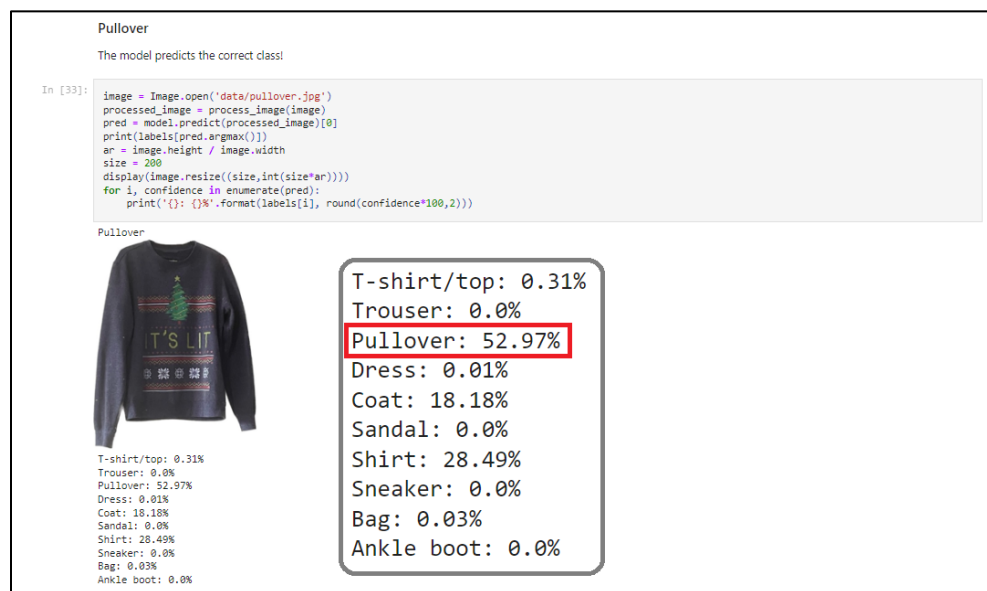 Pullover
The model predicts the correct class!
In [33]:
image = Image.open('data/pullover.jpg')
processed_image = process_image(image)
pred = model.predict(processed_image)[0]
print(labels[pred.argmax()])
ar = image.height / image.width
size = 200
display(image.resize((size,int(size*ar))))
for i, confidence in enumerate(pred):
    print('{}: {}%'.format(labels[i], round(confidence*100,2)))
Pullover
IT'S LIT
T-shirt/top: 0.31%
Trouser: 0.0%
Pullover: 52.97%
Dress: 0.01%
Coat: 18.18%
Sandal: 0.0%
Shirt: 28.49%
Sneaker: 0.0%
Bag: 0.03%
Ankle boot: 0.0%
T-shirt/top: 0.31%
Trouser: 0.0%
Pullover: 52.97%
Dress: 0.01%
Coat: 18.18%
Sandal: 0.0%
Shirt: 28.49%
Sneaker: 0.0%
Bag: 0.03%
Ankle boot: 0.0%